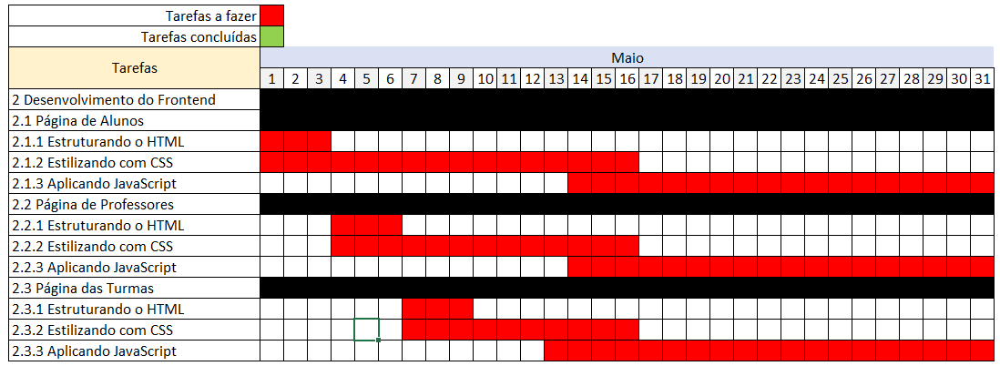 Tarefas a fazer
Tarefas concluídas
Tarefas
Maio
1 2 3 4 5 6 7 8 9 10 11 12 13 14 15 16 17 18 19 20 21 22 23 24 25 26 27 28 29 30 31
2 Desenvolvimento do Frontend
2.1 Página de Alunos
2.1.1 Estruturando o HTML
2.1.2 Estilizando com CSS
2.1.3 Aplicando JavaScript
2.2 Página de Professores
2.2.1 Estruturando o HTML
2.2.2 Estilizando com CSS
2.2.3 Aplicando JavaScript
2.3 Página das Turmas
2.3.1 Estruturando o HTML
2.3.2 Estilizando com CSS
2.3.3 Aplicando JavaScript